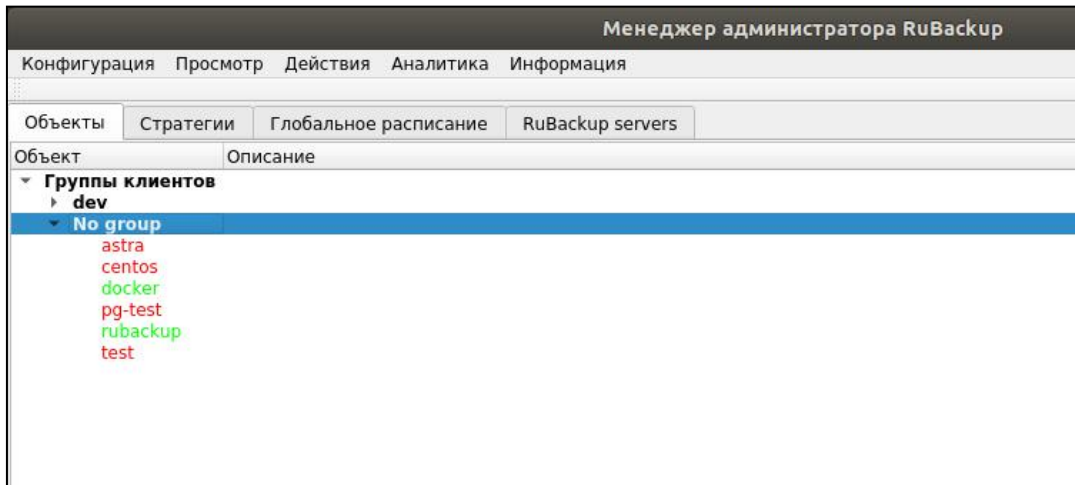 Менеджер администратора RuBackup
Конфигурация Просмотр Действия Аналитика Информация
Объекты Стратегии Глобальное расписание RuBackup servers
Объект Описание
Группы клиентов
dev
No group
astra
centos
docker
pg-test
rubackup
test